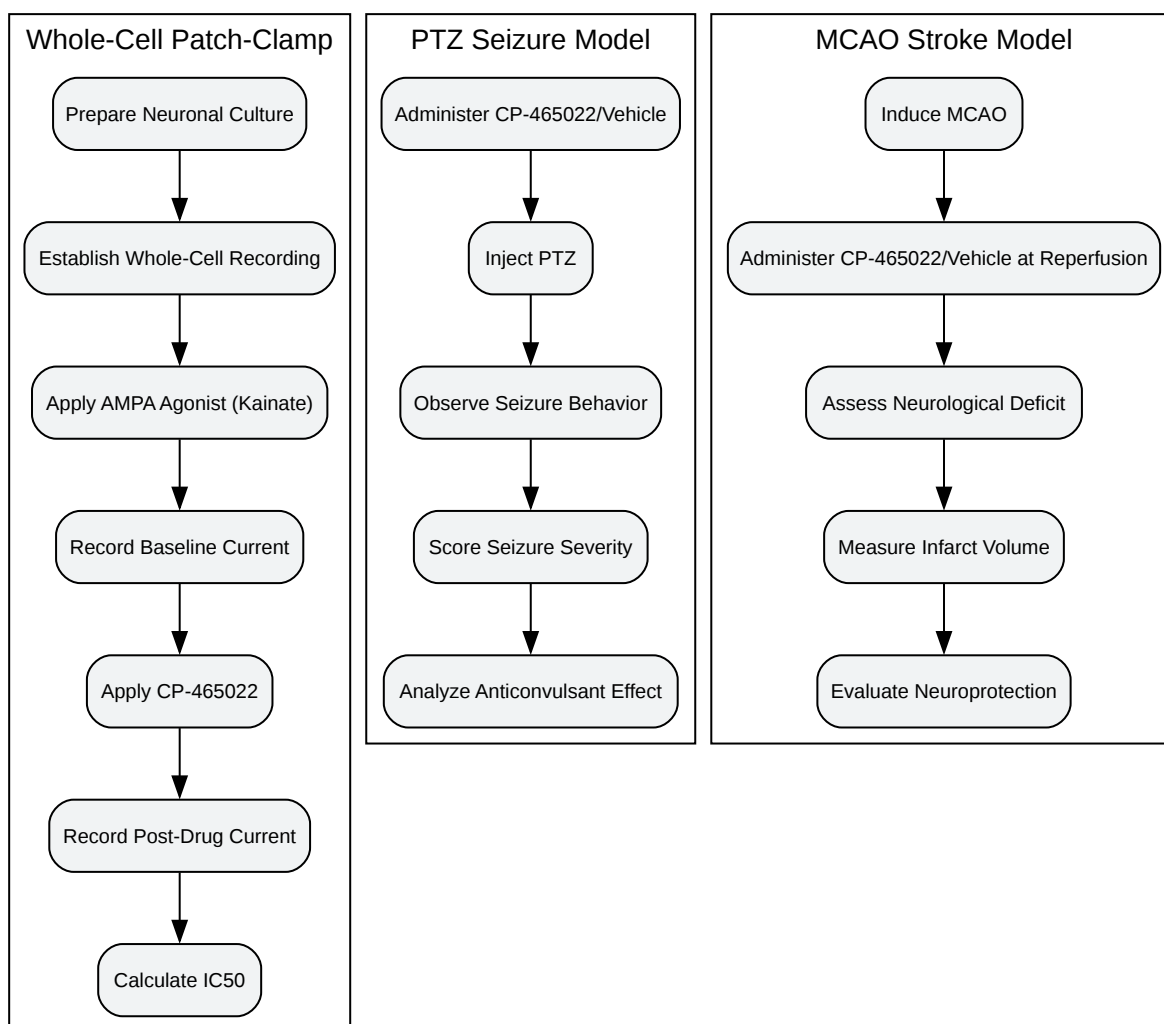 Whole-Cell Patch-Clamp
Prepare Neuronal Culture
Establish Whole-Cell Recording
Apply AMPA Agonist (Kainate)
Record Baseline Current
Apply CP-465022
Record Post-Drug Current
Calculate IC50
PTZ Seizure Model
Administer CP-465022/Vehicle
Inject PTZ
Observe Seizure Behavior
Score Seizure Severity
Analyze Anticonvulsant Effect
MCAO Stroke Model
Induce MCAO
Administer CP-465022/Vehicle at Reperfusion
Assess Neurological Deficit
Measure Infarct Volume
Evaluate Neuroprotection